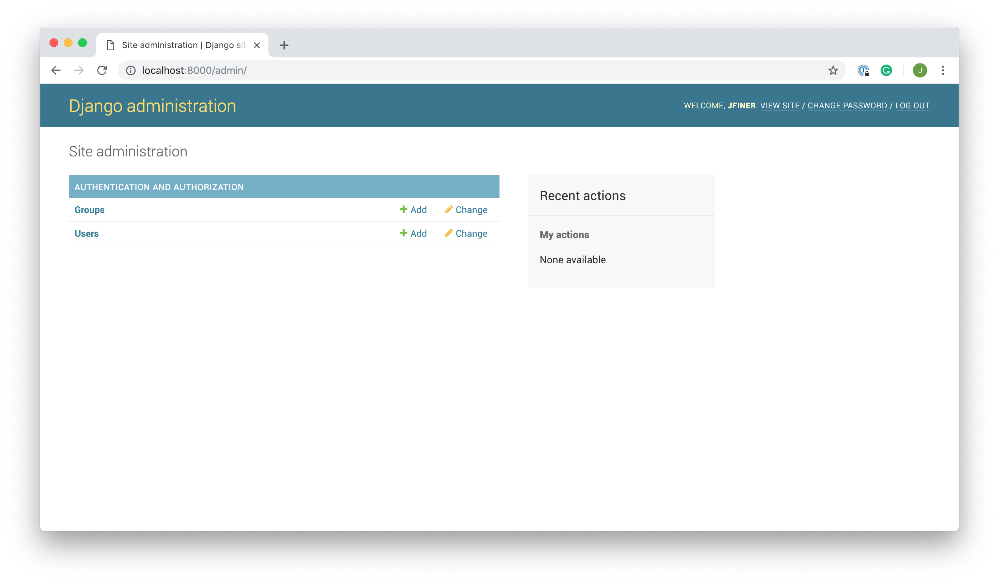 Site administration | Django sit
localhost:8000/admin/
J
Django administration
WELCOME, JFINER. VIEW SITE / CHANGE PASSWORD / LOG OUT
Site administration
AUTHENTICATION AND AUTHORIZATION
Groups Add Change
Users Add Change
Recent actions
My actions
None available